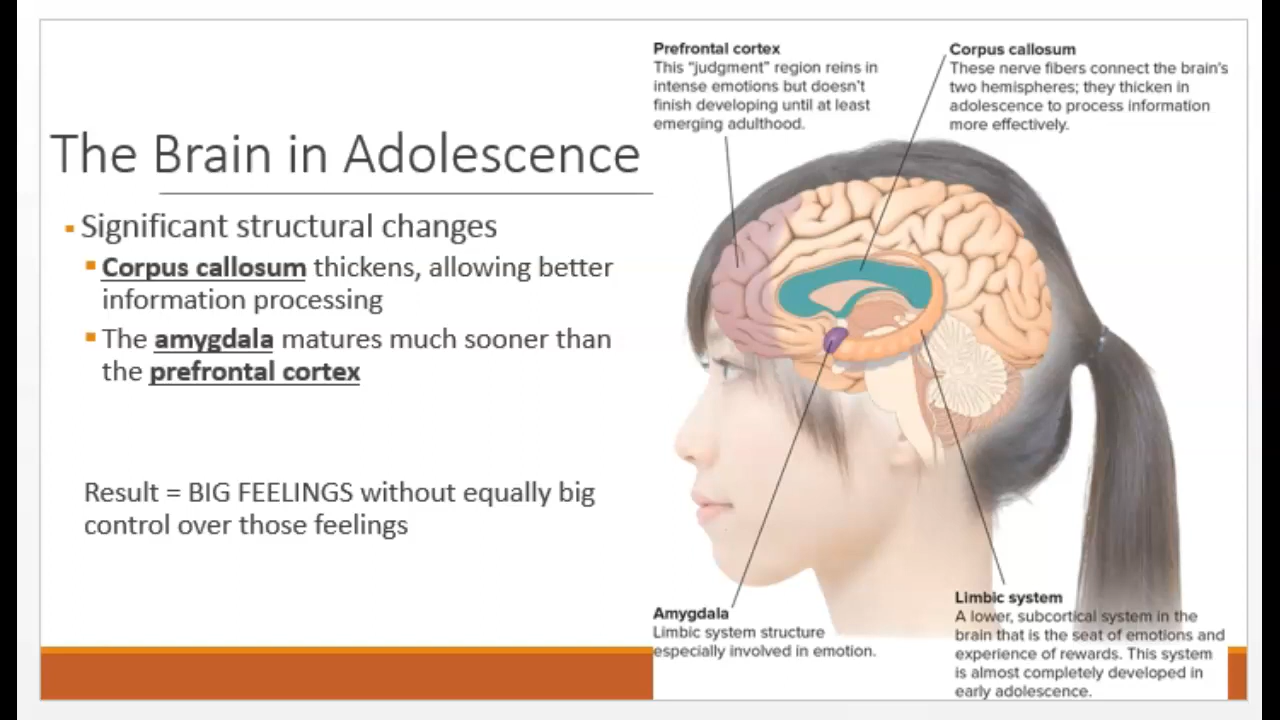 The Brain in Adolescence
▪ Significant structural changes
▪ Corpus callosum thickens, allowing better
information processing
▪ The amygdala matures much sooner than
the prefrontal cortex
Result = BIG FEELINGS without equally big
control over those feelings
Prefrontal cortex
This "judgment" region reins in
intense emotions but doesn't
finish developing until at least
emerging adulthood.
Corpus callosum
These nerve fibers connect the brain's
two hemispheres; they thicken in
adolescence to process information
more effectively.
Amygdala
Limbic system structure
especially involved in emotion.
Limbic system
A lower, subcortical system in the
brain that is the seat of emotions and
experience of rewards. This system
is almost completely developed in
early adolescence.